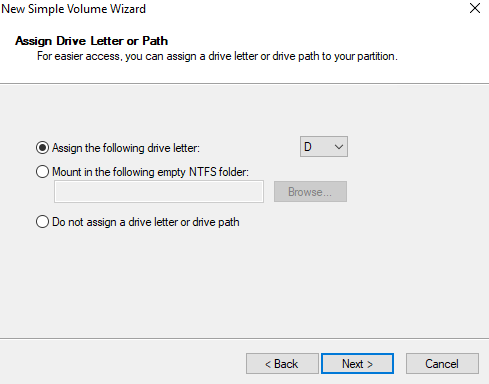 New Simple Volume Wizard
Assign Drive Letter or Path
For easier access, you can assign a drive letter or drive path to your partition.
Assign the following drive letter: D
Mount in the following empty NTFS folder:
Browse...
Do not assign a drive letter or drive path
< Back Next > Cancel